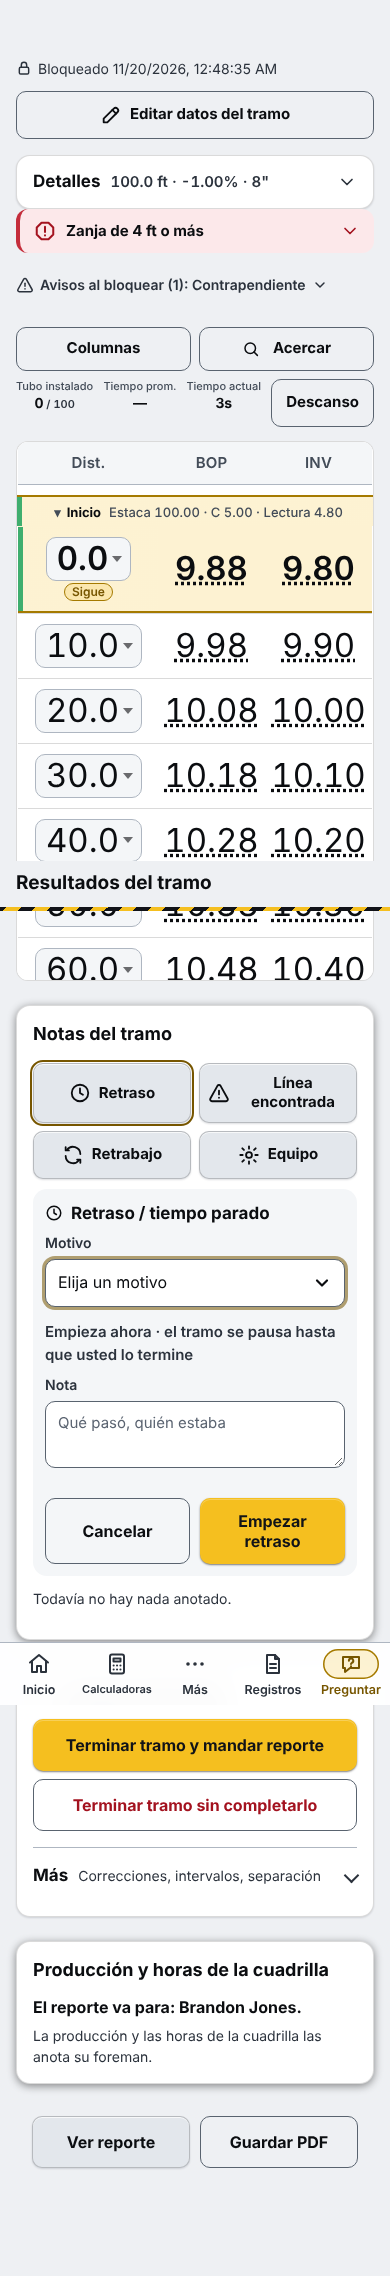 Bloqueado 11/20/2026, 12:48:35 AM
Editar datos del tramo
Detalles 100.0 ft · -1.00% · 8"
Zanja de 4 ft o más
Avisos al bloquear (1): Contrapendiente
Columnas
Acercar
Tubo instalado Tiempo prom. Tiempo actual
0 / 100 — 3s
Descanso
Dist. BOP INV
▾ Inicio Estaca 100.00 · C 5.00 · Lectura 4.80
0.0 9.88 9.80
Sigue
10.0 9.98 9.90
20.0 10.08 10.00
30.0 10.18 10.10
40.0 10.28 10.20
Resultados del tramo
60.0 10.48 10.40
Notas del tramo
Retraso
Línea encontrada
Retrabajo
Equipo
Retraso / tiempo parado
Motivo
Elija un motivo
Empieza ahora · el tramo se pausa hasta
que usted lo termine
Nota
Qué pasó, quién estaba
Cancelar
Empezar retraso
Todavía no hay nada anotado.
Inicio Calculadoras Más Registros Preguntar
Terminar tramo y mandar reporte
Terminar tramo sin completarlo
Más Correcciones, intervalos, separación
Producción y horas de la cuadrilla
El reporte va para: Brandon Jones.
La producción y las horas de la cuadrilla las
anota su foreman.
Ver reporte
Guardar PDF